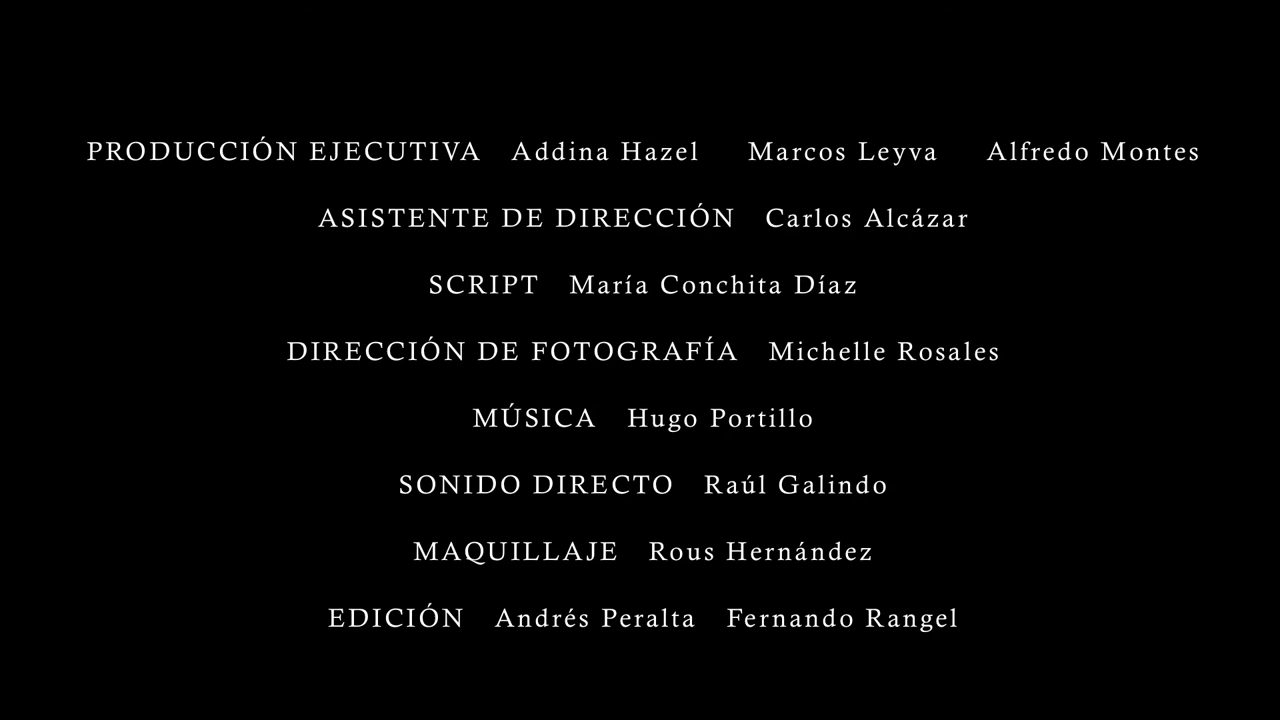 PRODUCCIÓN EJECUTIVA Addina Hazel Marcos Leyva Alfredo Montes
ASISTENTE DE DIRECCIÓN Carlos Alcázar
SCRIPT María Conchita Díaz
DIRECCIÓN DE FOTOGRAFÍA Michelle Rosales
MÚSICA Hugo Portillo
SONIDO DIRECTO Raúl Galindo
MAQUILLAJE Rous Hernández
EDICIÓN Andrés Peralta Fernando Rangel